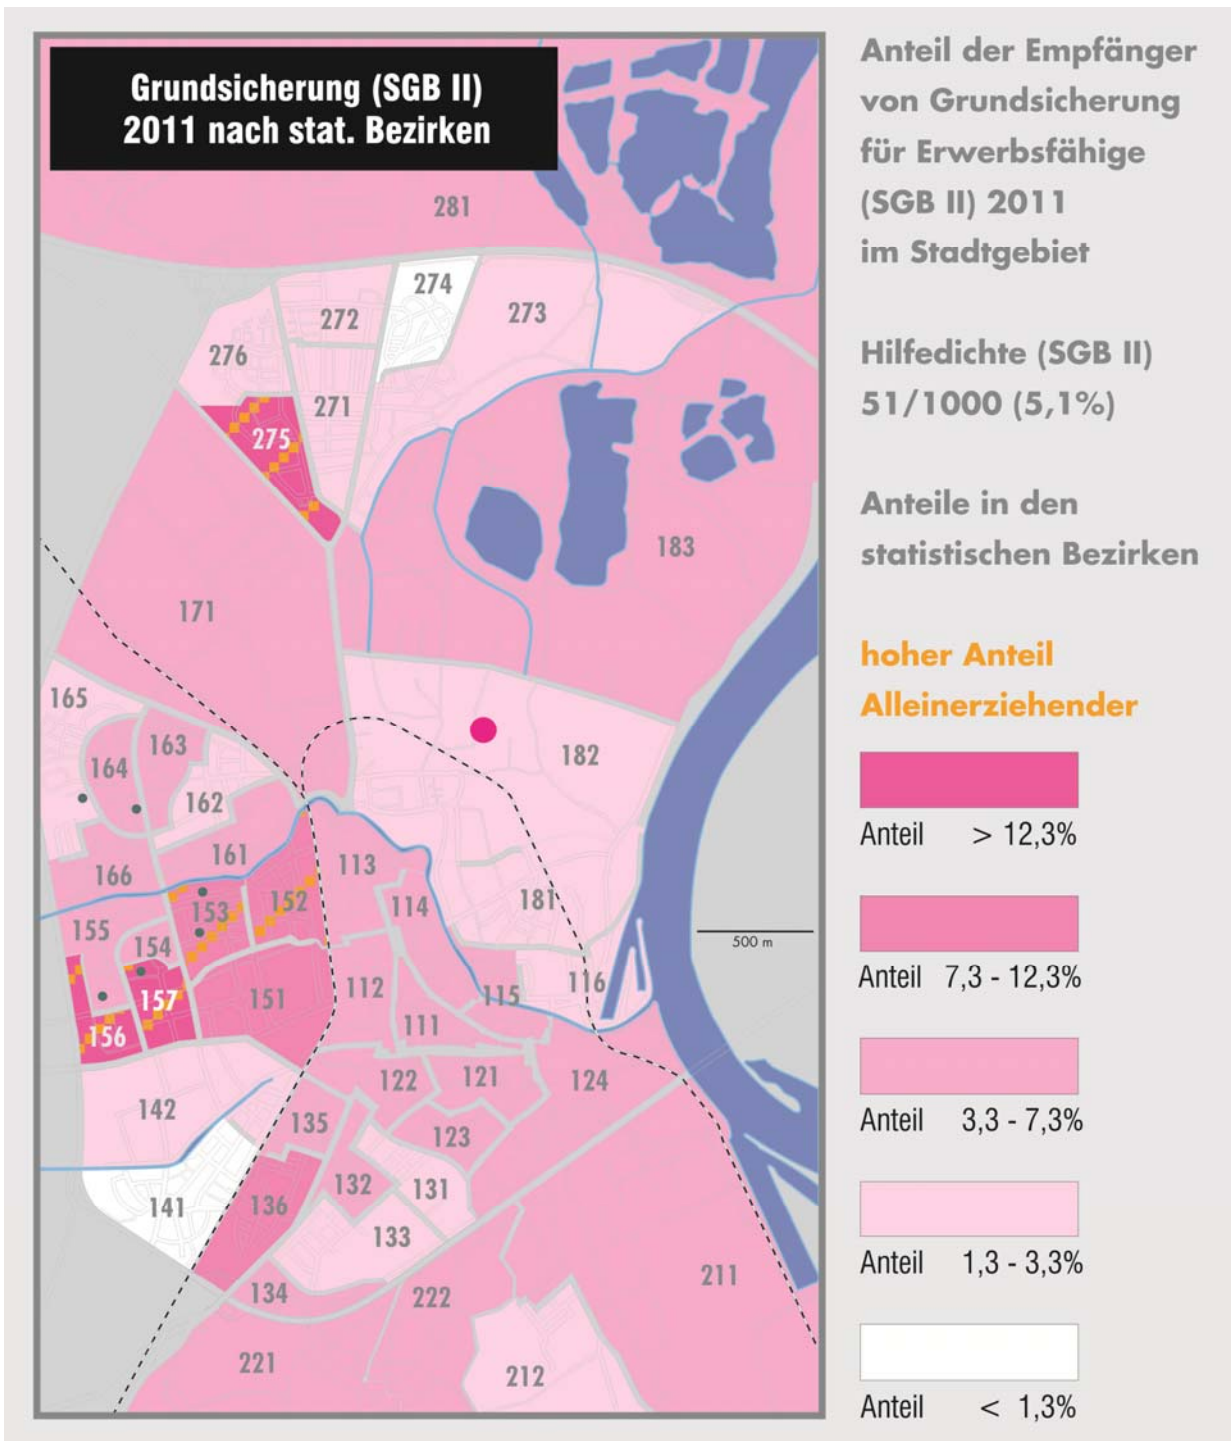 Grundsicherung (SGB II)
2011 nach stat. Bezirken
Anteil der Empfänger
von Grundsicherung
für Erwerbsfähige
(SGB II) 2011
im Stadtgebiet
Hilfedichte (SGB II)
51/1000 (5,1%)
Anteile in den
statistischen Bezirken
hoher Anteil
Alleinerziehender
Anteil > 12,3%
Anteil 7,3 - 12,3%
Anteil 3,3 - 7,3%
Anteil 1,3 - 3,3%
Anteil < 1,3%
281
274
272
273
276
271
275
183
171
165
163
182
164
162
161
113
166
152
181
153
114
155
154
500 m
116
112
115
157
151
111
156
122
121
124
142
135
123
132
131
136
141
133
211
134
222
221
212